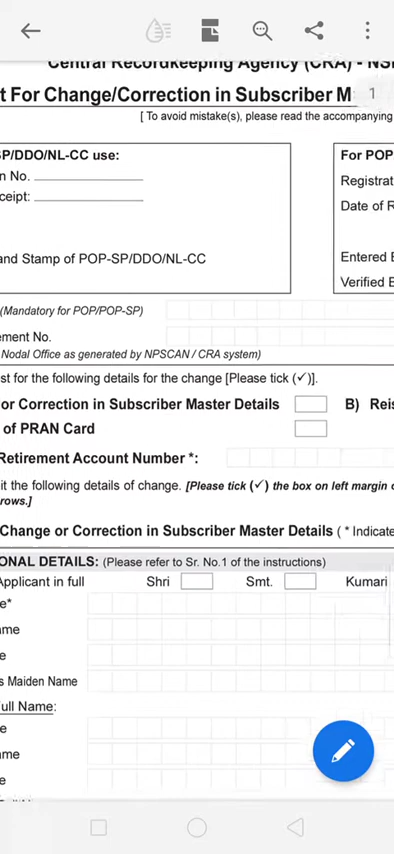 Central Recordkeeping Agency (CRA) - NS
t For Change/Correction in Subscriber M
1
[ To avoid mistake(s), please read the accompanying
SP/DDO/NL-CC use:
n No.
ceipt:
and Stamp of POP-SP/DDO/NL-CC
For POP
Registrat
Date of R
Entered B
Verified B
(Mandatory for POP/POP-SP)
ement No.
Nodal Office as generated by NPSCAN / CRA system)
st for the following details for the change [Please tick (✓)].
or Correction in Subscriber Master Details B) Reis
of PRAN Card
Retirement Account Number *:
it the following details of change. [Please tick (✓) the box on left margin o
rows.]
Change or Correction in Subscriber Master Details ( * Indicate
ONAL DETAILS: (Please refer to Sr. No.1 of the instructions)
Applicant in full Shri Smt. Kumari
e*
ame
e
s Maiden Name
Full Name:
e
ame
e